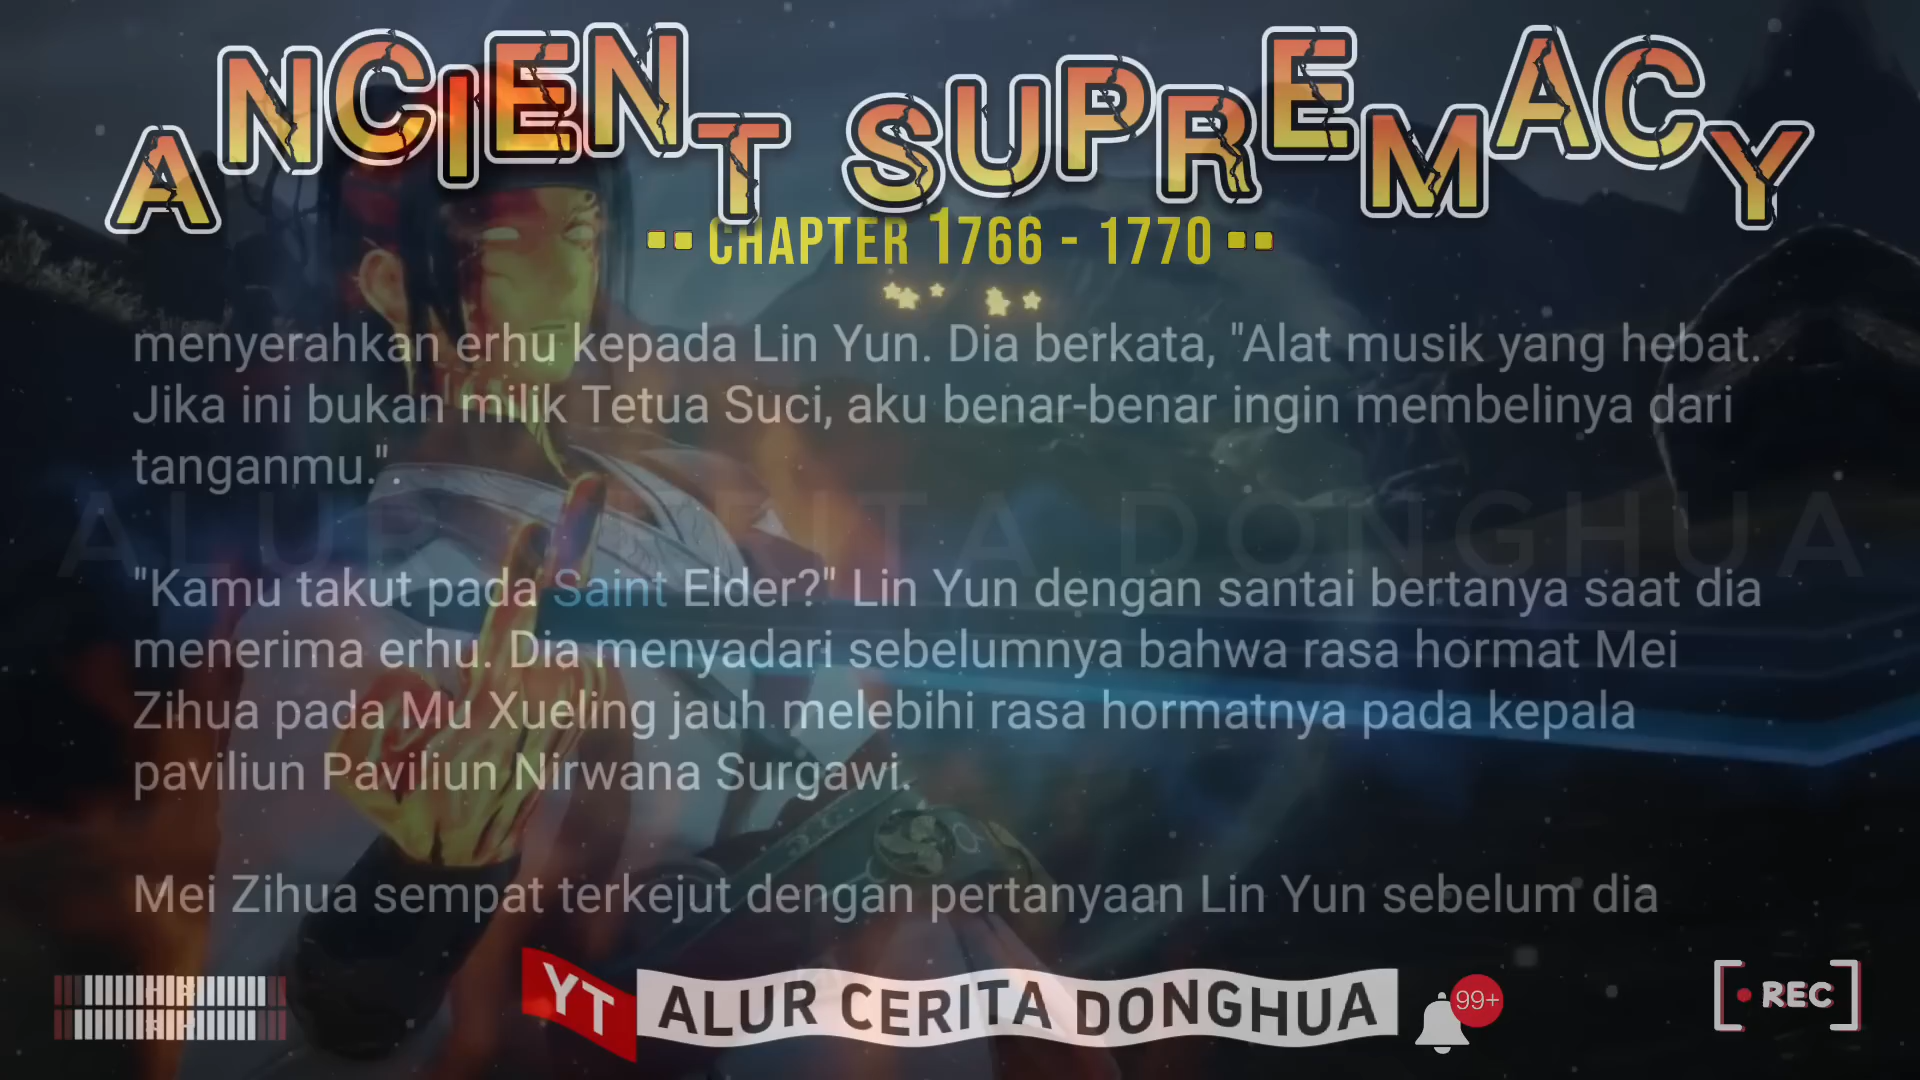 ANCIENT SUPREMACY
CHAPTER 1766 - 1770
menyerahkan erhu kepada Lin Yun. Dia berkata, "Alat musik yang hebat.
Jika ini bukan milik Tetua Suci, aku benar-benar ingin membelinya dari
tanganmu." .
ALUR CERITA DONGHUA
"Kamu takut pada Saint Elder?" Lin Yun dengan santai bertanya saat dia
menerima erhu. Dia menyadari sebelumnya bahwa rasa hormat Mei
Zihua pada Mu Xueling jauh melebihi rasa hormatnya pada kepala
paviliun Paviliun Nirwana Surgawi.
Mei Zihua sempat terkejut dengan pertanyaan Lin Yun sebelum dia
YT ALUR CERITA DONGHUA
99+
REC